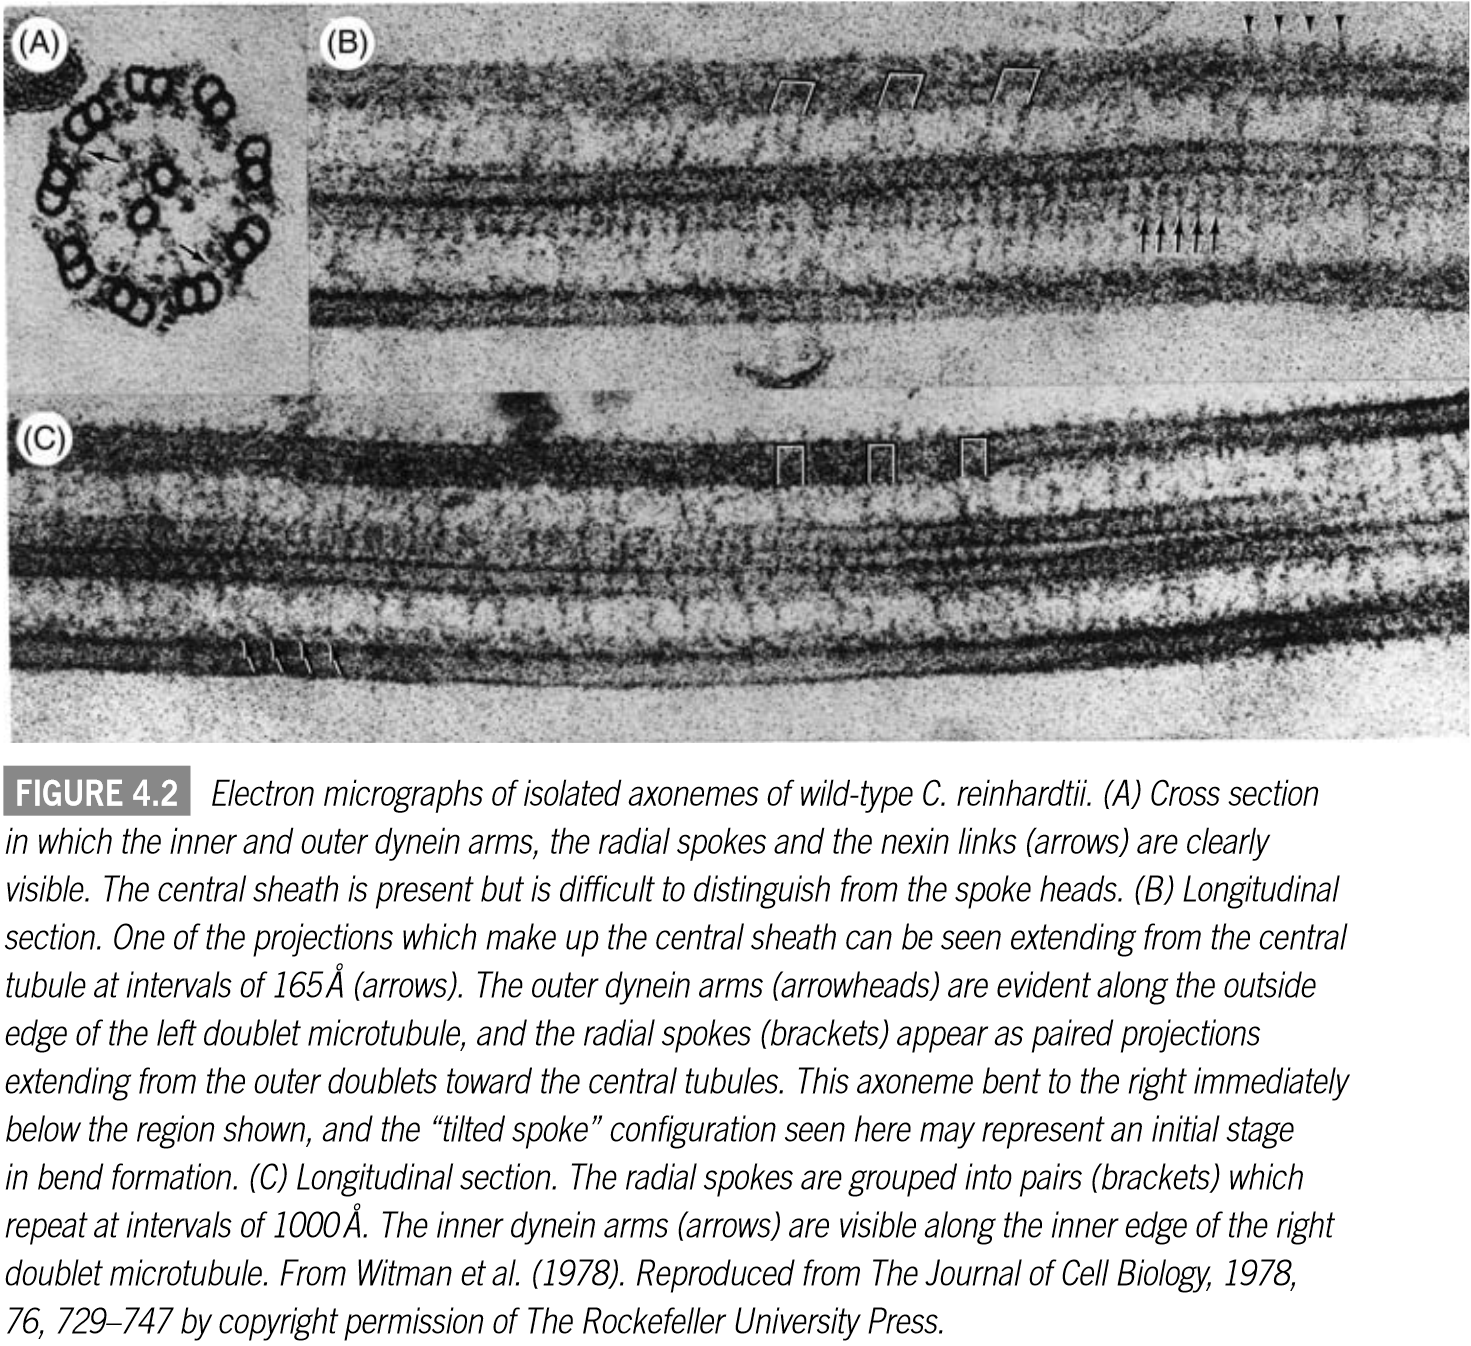 (A)
(B)
(C)
FIGURE 4.2 Electron micrographs of isolated axonemes of wild-type C. reinhardtii. (A) Cross section
in which the inner and outer dynein arms, the radial spokes and the nexin links (arrows) are clearly
visible. The central sheath is present but is difficult to distinguish from the spoke heads. (B) Longitudinal
section. One of the projections which make up the central sheath can be seen extending from the central
tubule at intervals of 165 Å (arrows). The outer dynein arms (arrowheads) are evident along the outside
edge of the left doublet microtubule, and the radial spokes (brackets) appear as paired projections
extending from the outer doublets toward the central tubules. This axoneme bent to the right immediately
below the region shown, and the “tilted spoke” configuration seen here may represent an initial stage
in bend formation. (C) Longitudinal section. The radial spokes are grouped into pairs (brackets) which
repeat at intervals of 1000 Å. The inner dynein arms (arrows) are visible along the inner edge of the right
doublet microtubule. From Witman et al. (1978). Reproduced from The Journal of Cell Biology, 1978,
76, 729–747 by copyright permission of The Rockefeller University Press.